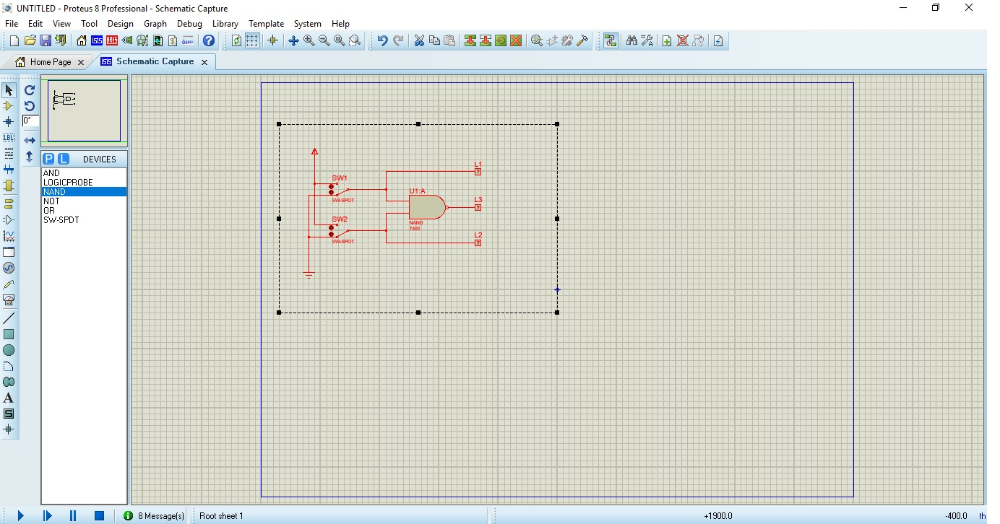 UNTITLED - Proteus 8 Professional - Schematic Capture
File Edit View Tool Design Graph Debug Library Template System Help
Home Page Schematic Capture
0°
LBL
P L DEVICES
AND
LOGICPROBE
NAND
NOT
OR
SW-SPDT
L1
?
SW1
SW-SPDT
U1:A
L3
?
NAND
7400
SW2
SW-SPDT
L2
?
A
S
8 Message(s) Root sheet 1 +1900.0 -400.0 th